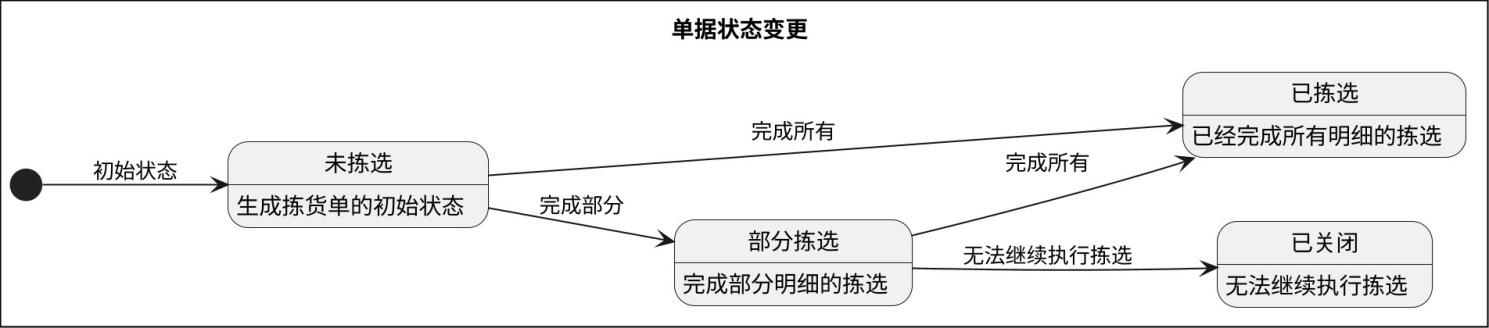 单据状态变更
初始状态
未拣选
生成拣货单的初始状态
完成所有
完成部分
部分拣选
完成部分明细的拣选
完成所有
无法继续执行拣选
已拣选
已经完成所有明细的拣选
已关闭
无法继续执行拣选